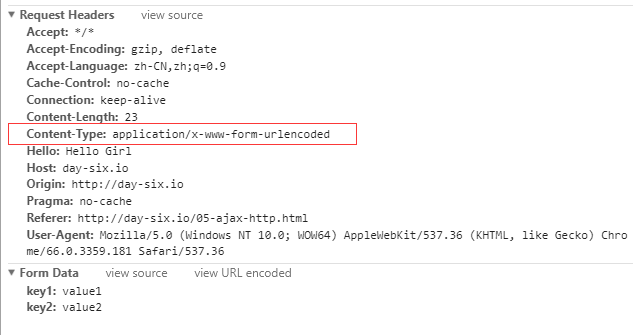 Request Headers view source
Accept: */*
Accept-Encoding: gzip, deflate
Accept-Language: zh-CN,zh;q=0.9
Cache-Control: no-cache
Connection: keep-alive
Content-Length: 23
Content-Type: application/x-www-form-urlencoded
Hello: Hello Girl
Host: day-six.io
Origin: http://day-six.io
Pragma: no-cache
Referer: http://day-six.io/05-ajax-http.html
User-Agent: Mozilla/5.0 (Windows NT 10.0; WOW64) AppleWebKit/537.36 (KHTML, like Gecko) Chro
me/66.0.3359.181 Safari/537.36
Form Data view source view URL encoded
key1: value1
key2: value2